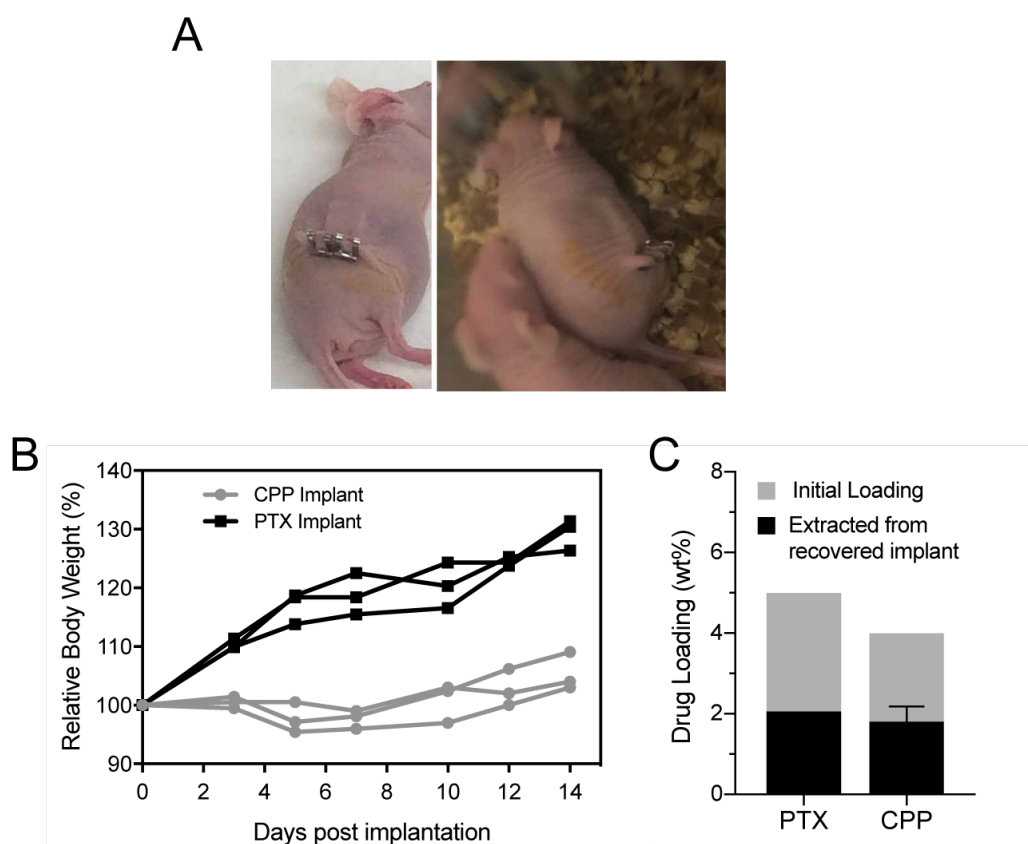 A
B
C
140
130
120
110
100
90
Relative Body Weight (%)
CPP Implant
PTX Implant
0 2 4 6 8 10 12 14
Days post implantation
8
6
4
2
0
Drug Loading (wt%)
Initial Loading
Extracted from
recovered implant
PTX CPP